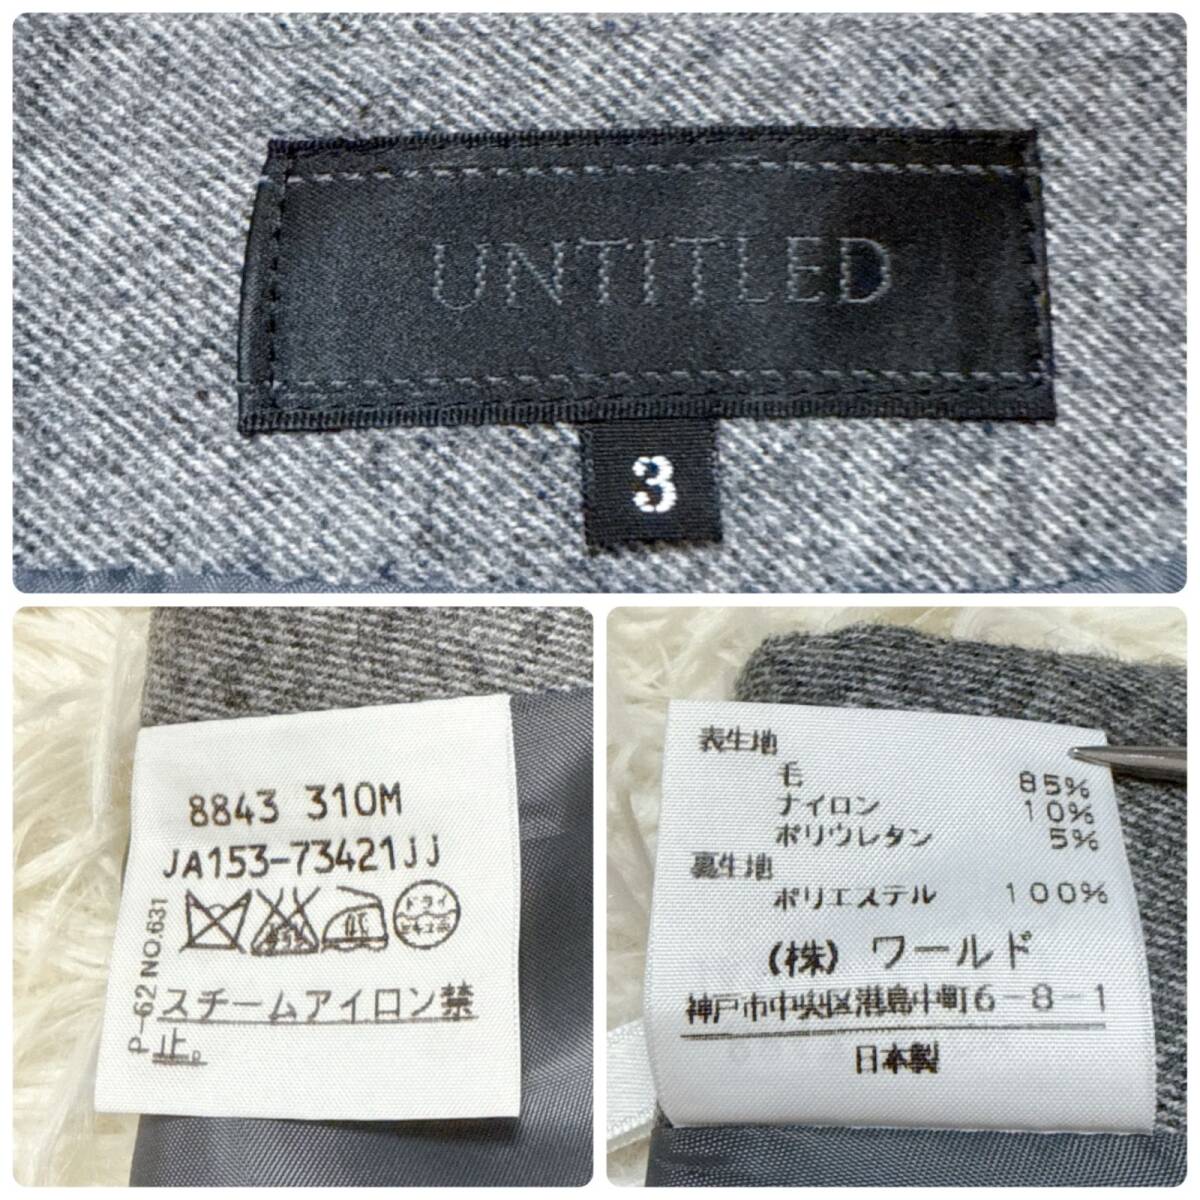 UNTITLED
3
8843 310M
JA153-73421JJ
ドライ
P-62 NO.631
スチームアイロン禁
止。
表生地
毛 85%
ナイロン 10%
ポリウレタン 5%
裏生地
ポリエステル 100%
(株) ワールド
神戸市中央区港島中町6-8-1
日本製